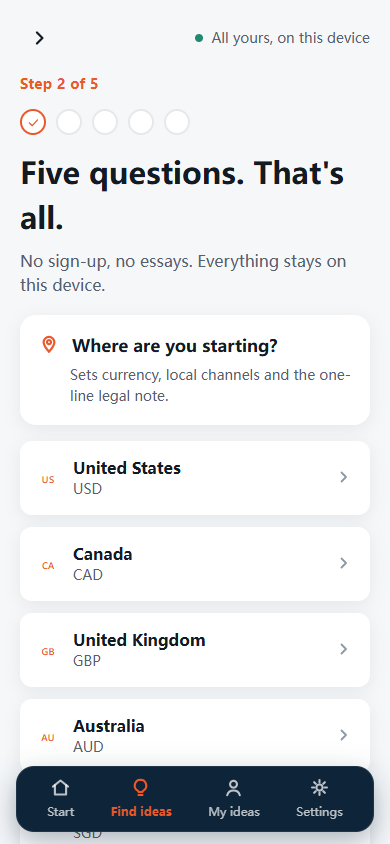 All yours, on this device
Step 2 of 5
Five questions. That's
all.
No sign-up, no essays. Everything stays on
this device.
Where are you starting?
Sets currency, local channels and the one-
line legal note.
US
United States
USD
CA
Canada
CAD
GB
United Kingdom
GBP
AU
Australia
AUD
Start
Find ideas
My ideas
Settings
SGD